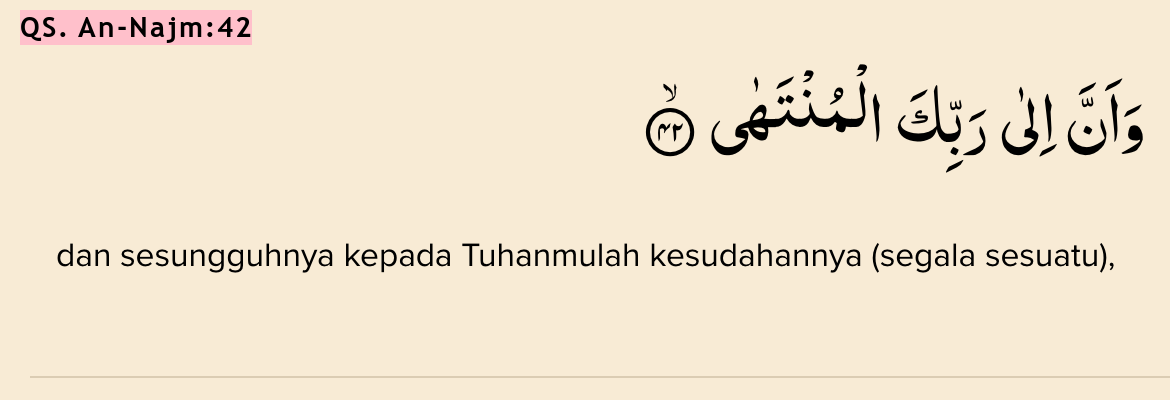 QS. An-Najm:42
وَاَنَّ اِلٰى رَبِّكَ الْمُنْتَهٰىۙ ٤٢
dan sesungguhnya kepada Tuhanmulah kesudahannya (segala sesuatu),